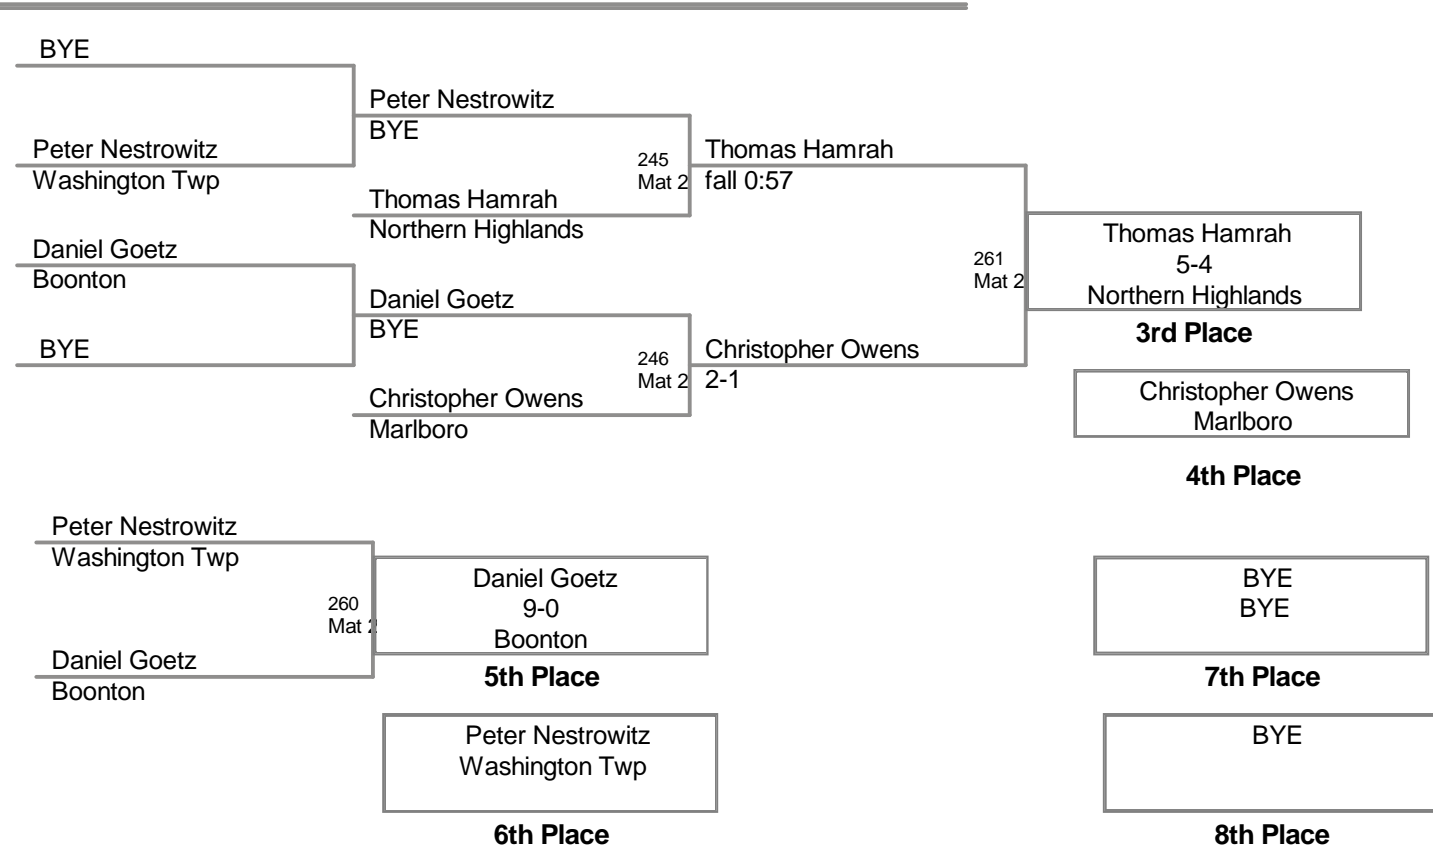 BYE
Peter Nestrowitz
BYE
Peter Nestrowitz
Washington Twp
245
Mat 2
Thomas Hamrah
fall 0:57
Thomas Hamrah
Northern Highlands
Daniel Goetz
Boonton
261
Mat 2
Thomas Hamrah
5-4
Northern Highlands
3rd Place
Daniel Goetz
BYE
BYE
246
Mat 2
Christopher Owens
2-1
Christopher Owens
Marlboro
Christopher Owens
Marlboro
4th Place
Peter Nestrowitz
Washington Twp
260
Mat 2
Daniel Goetz
9-0
Boonton
5th Place
Daniel Goetz
Boonton
BYE
BYE
7th Place
Peter Nestrowitz
Washington Twp
6th Place
BYE
8th Place